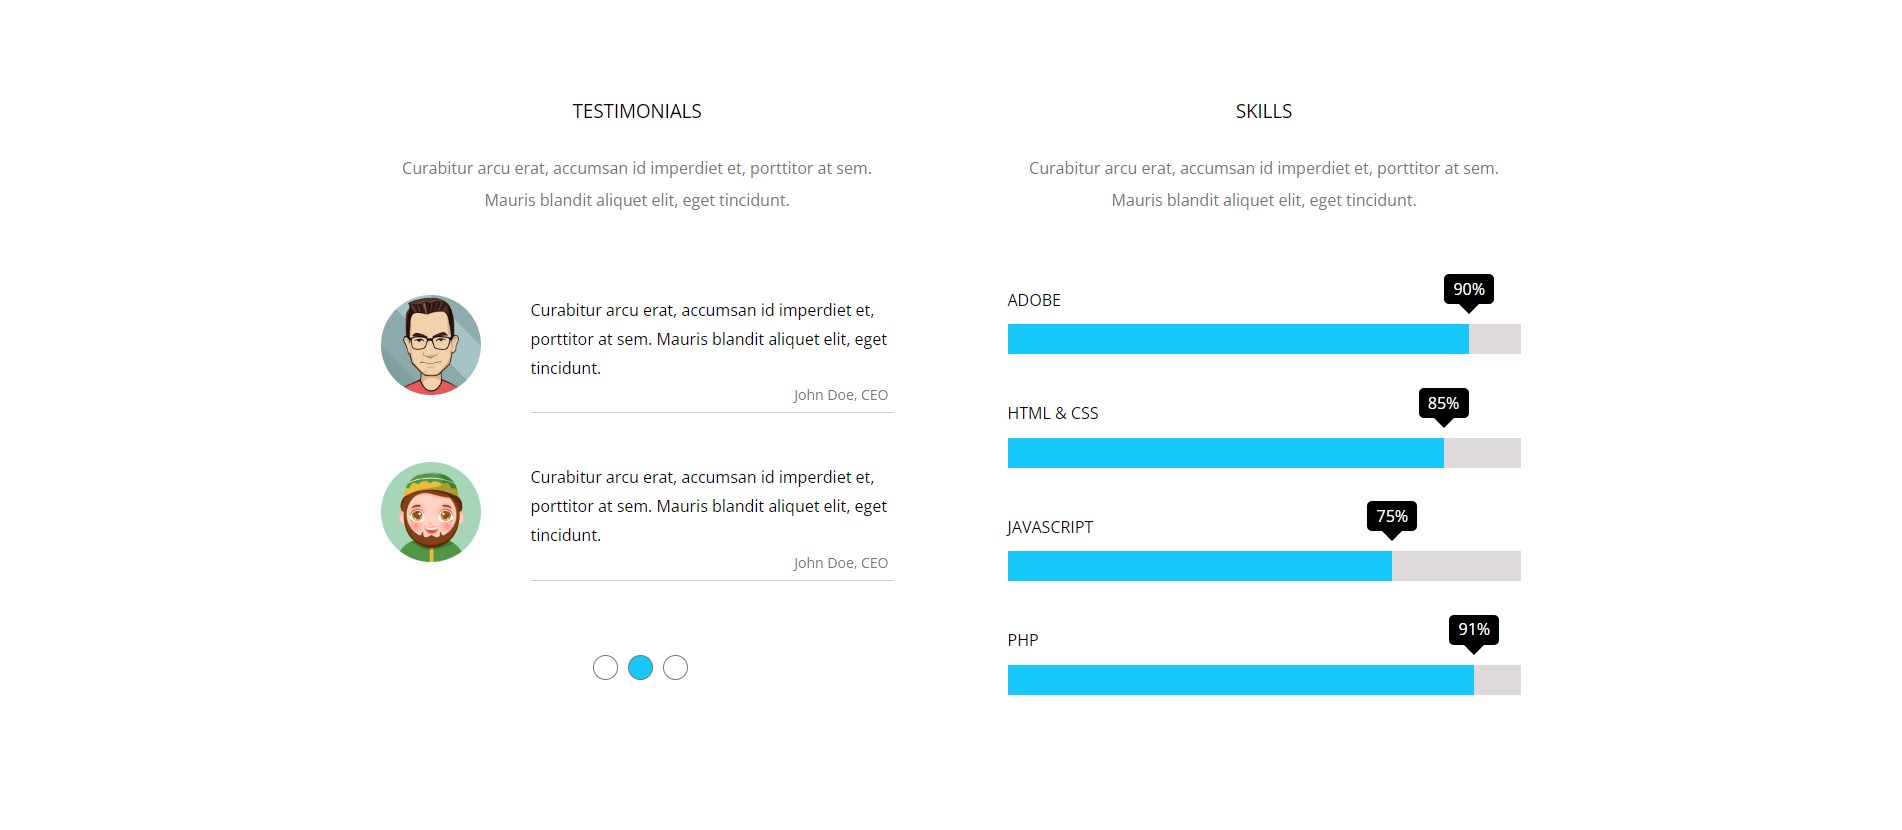 TESTIMONIALS
Curabitur arcu erat, accumsan id imperdiet et, porttitor at sem.
Mauris blandit aliquet elit, eget tincidunt.
Curabitur arcu erat, accumsan id imperdiet et,
porttitor at sem. Mauris blandit aliquet elit, eget
tincidunt.
John Doe, CEO
Curabitur arcu erat, accumsan id imperdiet et,
porttitor at sem. Mauris blandit aliquet elit, eget
tincidunt.
John Doe, CEO
SKILLS
Curabitur arcu erat, accumsan id imperdiet et, porttitor at sem.
Mauris blandit aliquet elit, eget tincidunt.
ADOBE
90%
HTML & CSS
85%
JAVASCRIPT
75%
PHP
91%